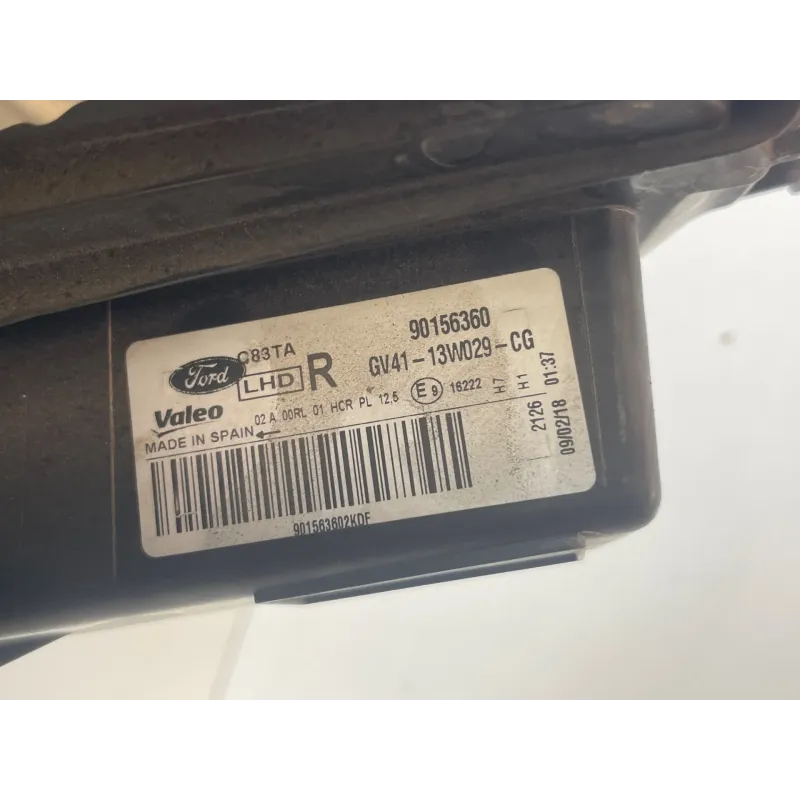 90156360
C83TA
Ford
LHD R
GV41-13W029-CG
Valeo
02 A 00RL 01 HCR PL 12,5 E9 16222 H7 H1
MADE IN SPAIN
2126 01:37
09/02/18
901563602KDF